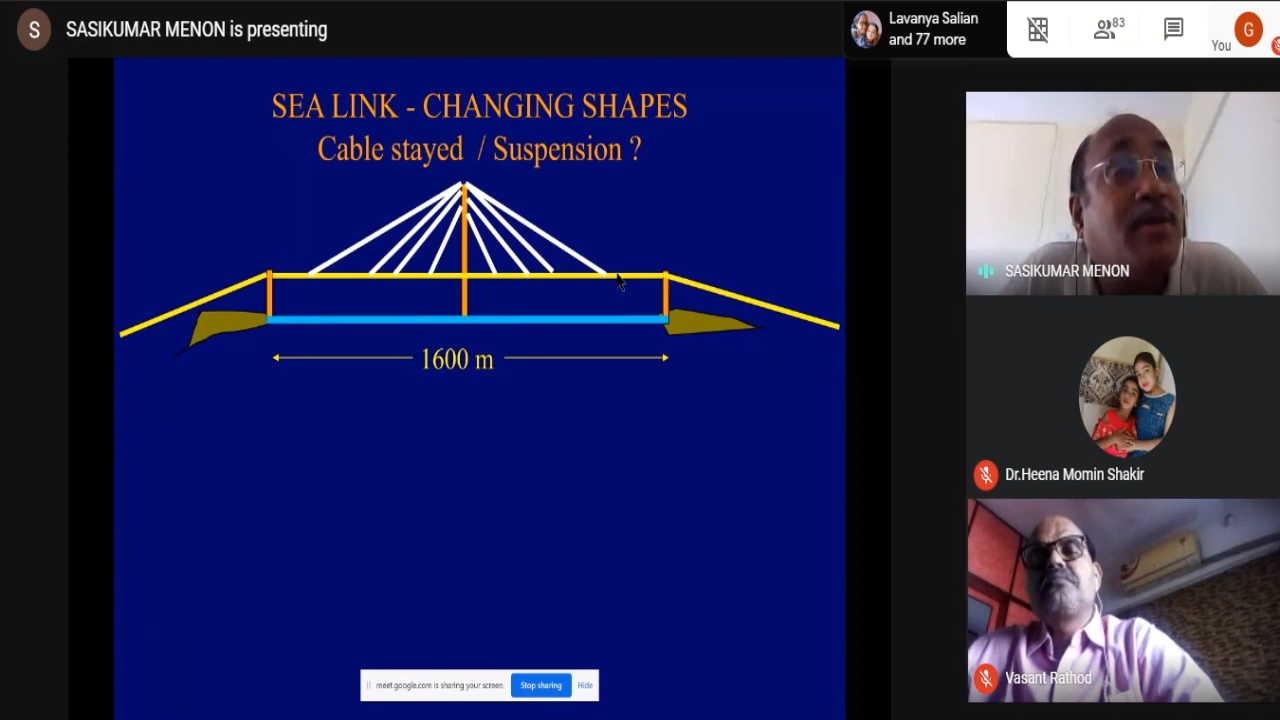 S
SASIKUMAR MENON is presenting
Lavanya Salian
and 77 more
83
You
G
SEA LINK - CHANGING SHAPES
Cable stayed / Suspension ?
1600 m
SASIKUMAR MENON
Dr.Heena Momin Shakir
Vasant Rathod
meet.google.com is sharing your screen.
Stop sharing
Hide